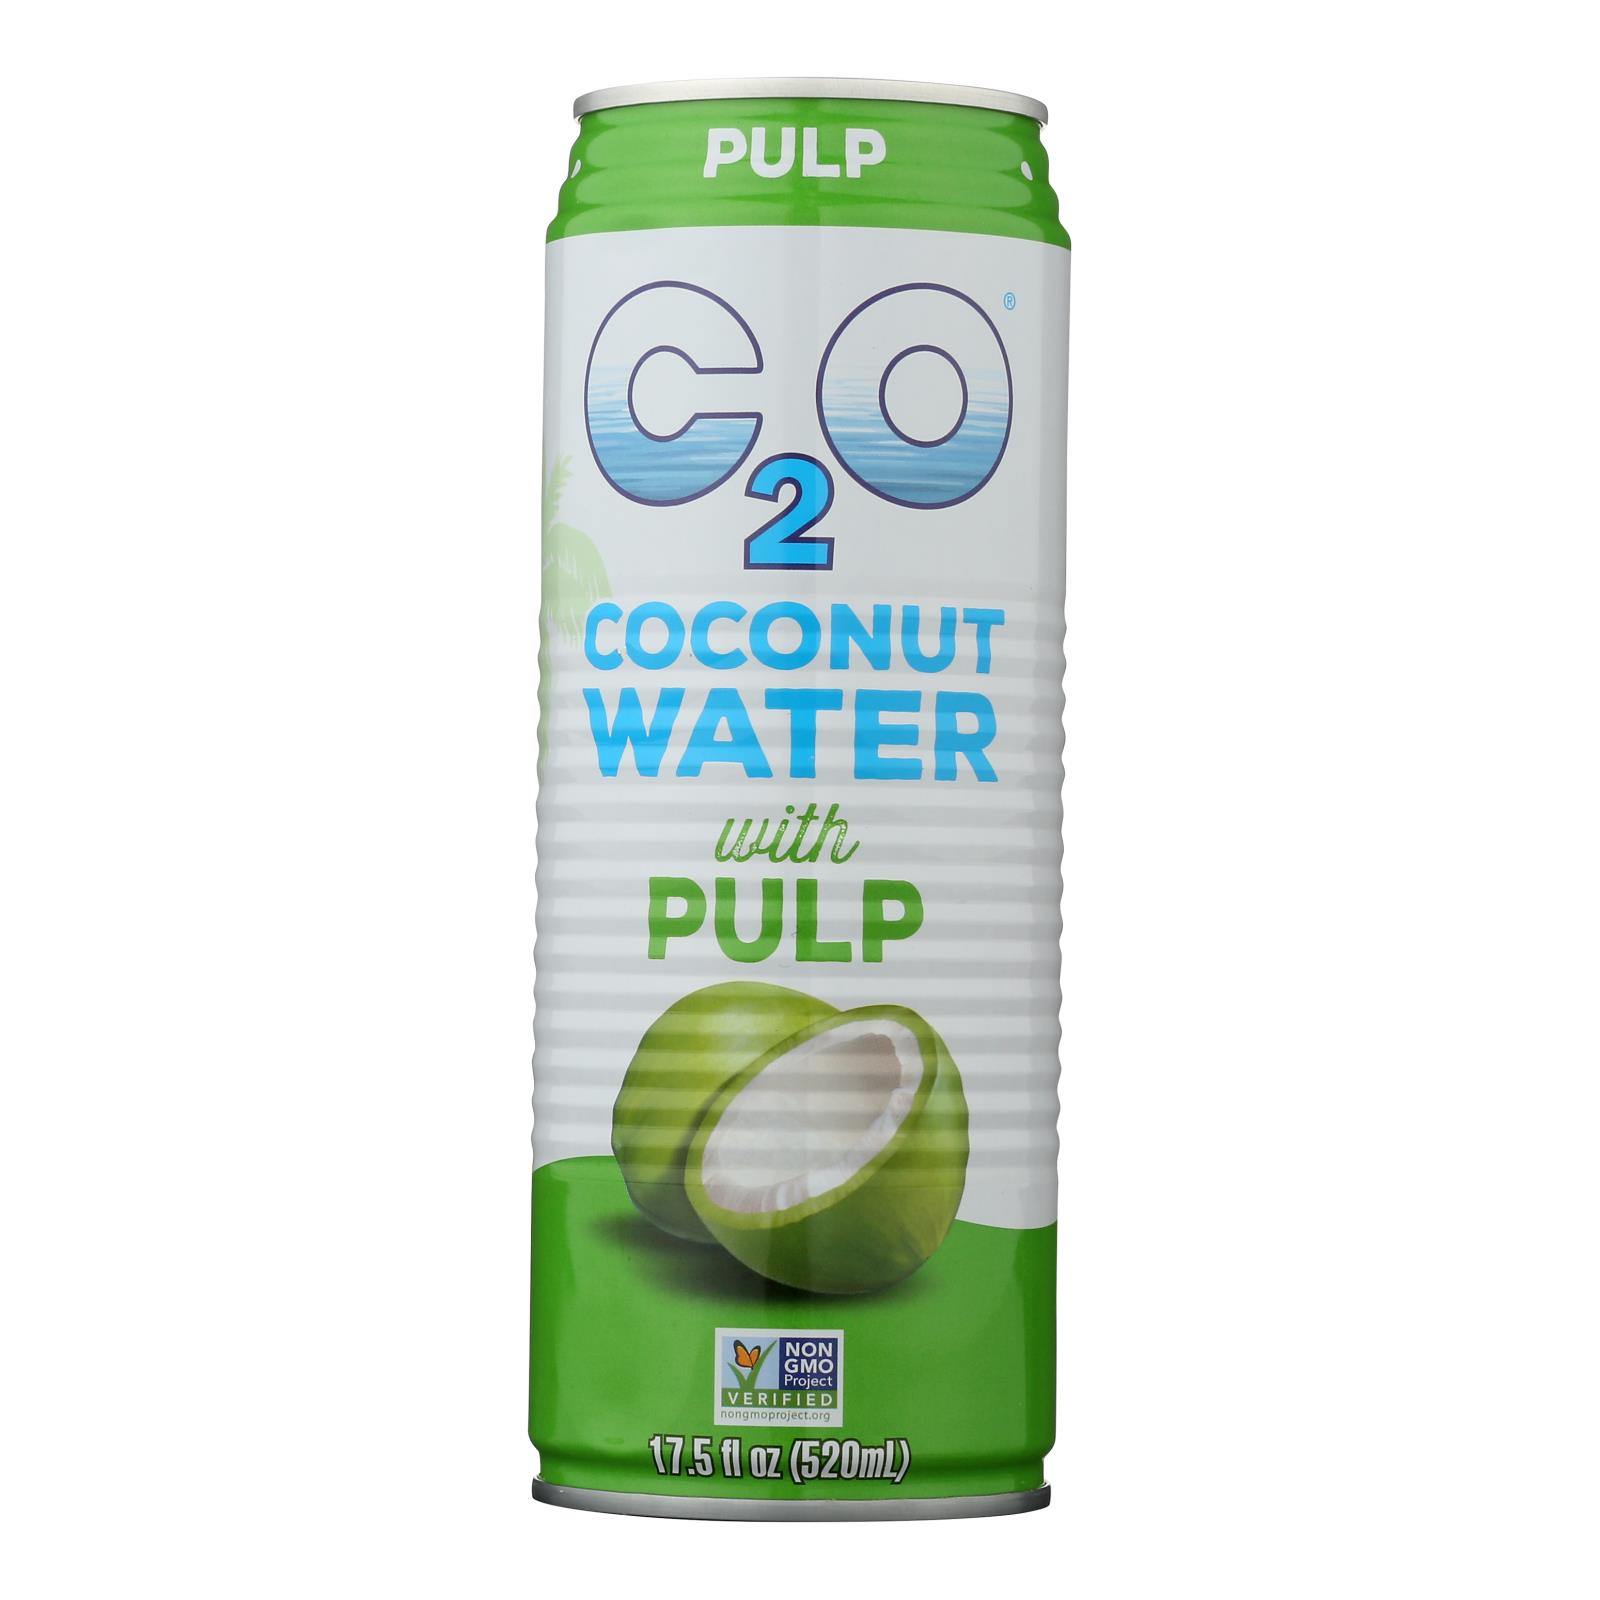 PULP
C2O®
COCONUT
WATER
with
PULP
NON
GMO
Project
VERIFIED
nongmoproject.org
17.5 fl oz (520mL)